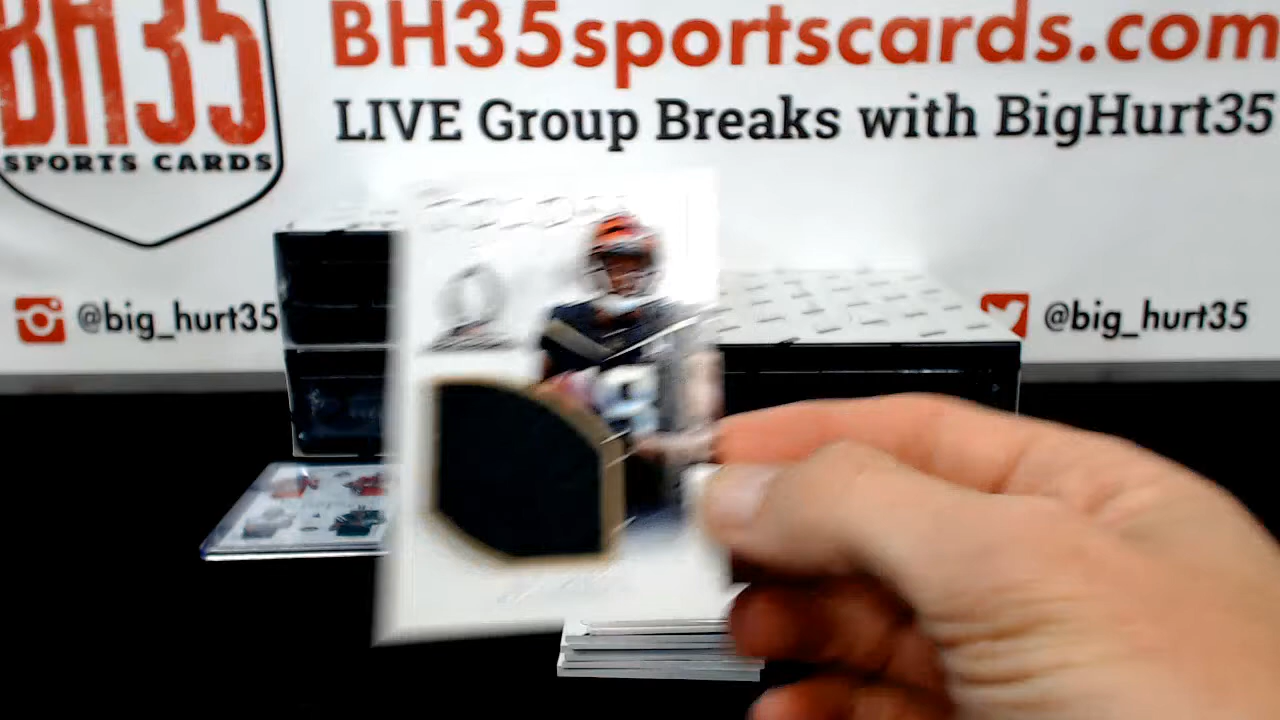 BH35
SPORTS CARDS
BH35sportscards.com
LIVE Group Breaks with BigHurt35
@big_hurt35
@big_hurt35